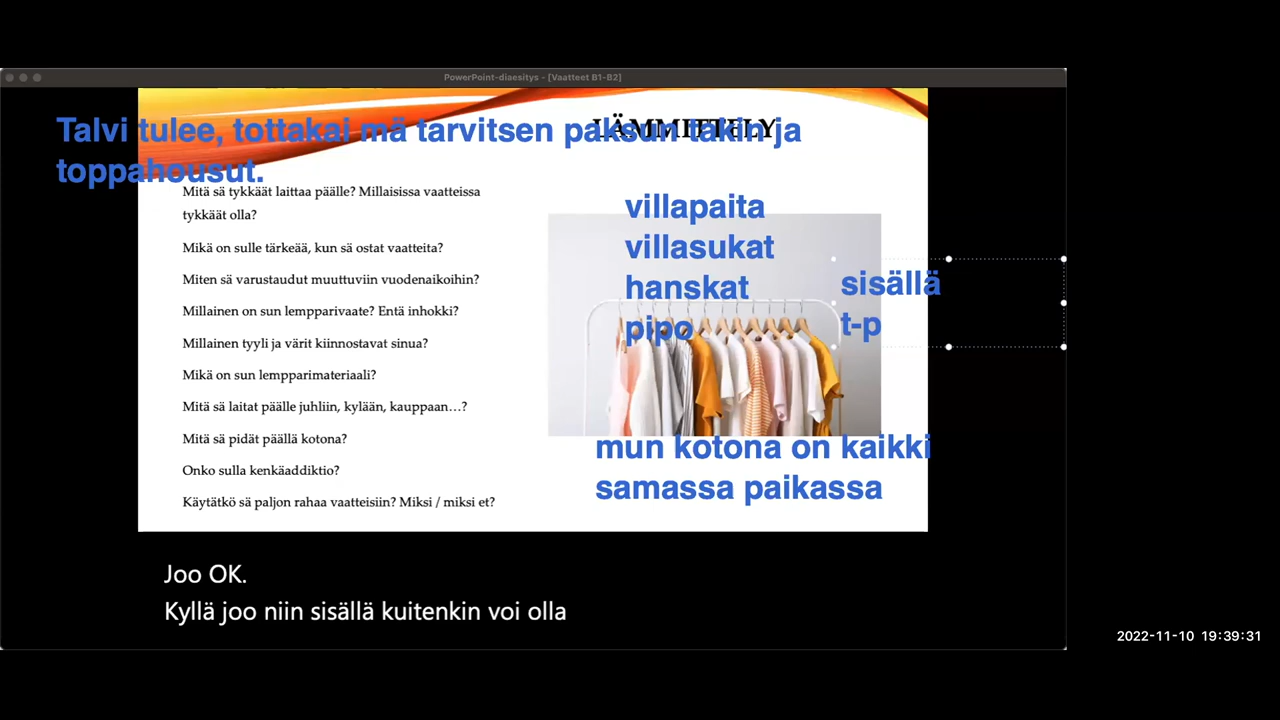 PowerPoint-diaesitys - [Vaatteet B1-B2]
Talvi tulee, tottakai mä tarvitsen paksun takin ja
toppahousut.
LÄMMITTELY
Mitä sä tykkäät laittaa päälle? Millaisissa vaatteissa
tykkäät olla?
Mikä on sulle tärkeää, kun sä ostat vaatteita?
Miten sä varustaudut muuttuviin vuodenaikoihin?
Millainen on sun lempparivaate? Entä inhokki?
Millainen tyyli ja värit kiinnostavat sinua?
Mikä on sun lempparimateriaali?
Mitä sä laitat päälle juhliin, kylään, kauppaan…?
Mitä sä pidät päällä kotona?
Onko sulla kenkäaddiktio?
Käytätkö sä paljon rahaa vaatteisiin? Miksi / miksi et?
villapaita
villasukat
hanskat
pipo
sisällä
t-p
mun kotona on kaikki
samassa paikassa
Joo OK.
Kyllä joo niin sisällä kuitenkin voi olla
2022-11-10 19:39:31